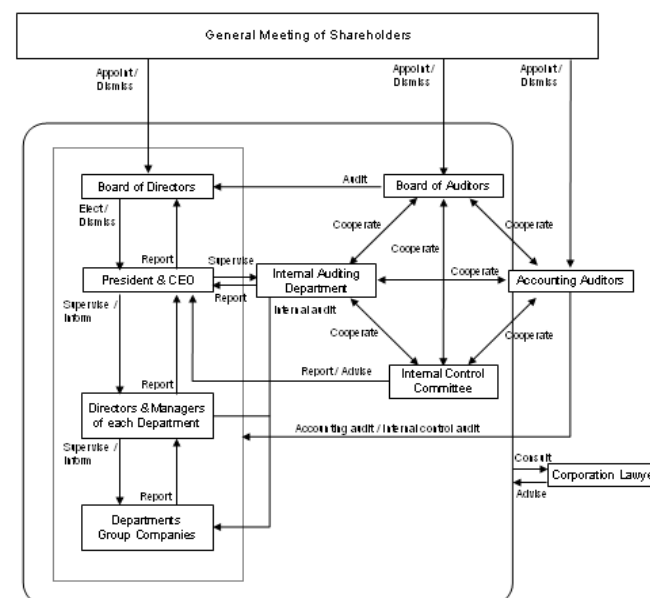 General Meeting of Shareholders
Appoint /
Dismiss
Appoint /
Dismiss
Appoint /
Dismiss
Board of Directors
Audit
Board of Auditors
Elect /
Dismiss
Report
Cooperate
Cooperate
Cooperate
President & CEO
Supervise
Report
Internal Auditing
Department
Cooperate
Accounting Auditors
Supervise /
Inform
Internal audit
Cooperate
Cooperate
Report
Report / Advise
Internal Control
Committee
Directors & Managers
of each Department
Accounting audit / Internal control audit
Supervise /
Inform
Report
Consult
Corporation Lawye
Advise
Departments
Group Companies